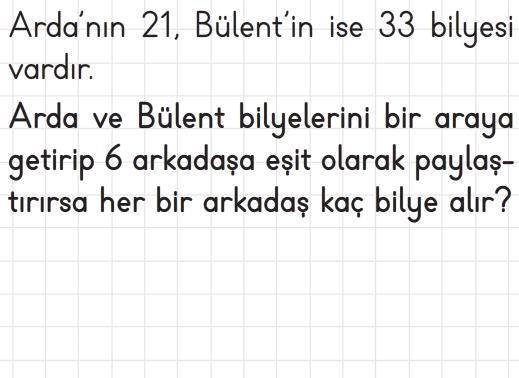 Arda'nın 21, Bülent'in ise 33 bilyesi
vardır.
Arda ve Bülent bilyelerini bir araya
getirip 6 arkadaşa eşit olarak paylaş-
tırırsa her bir arkadaş kaç bilye alır?